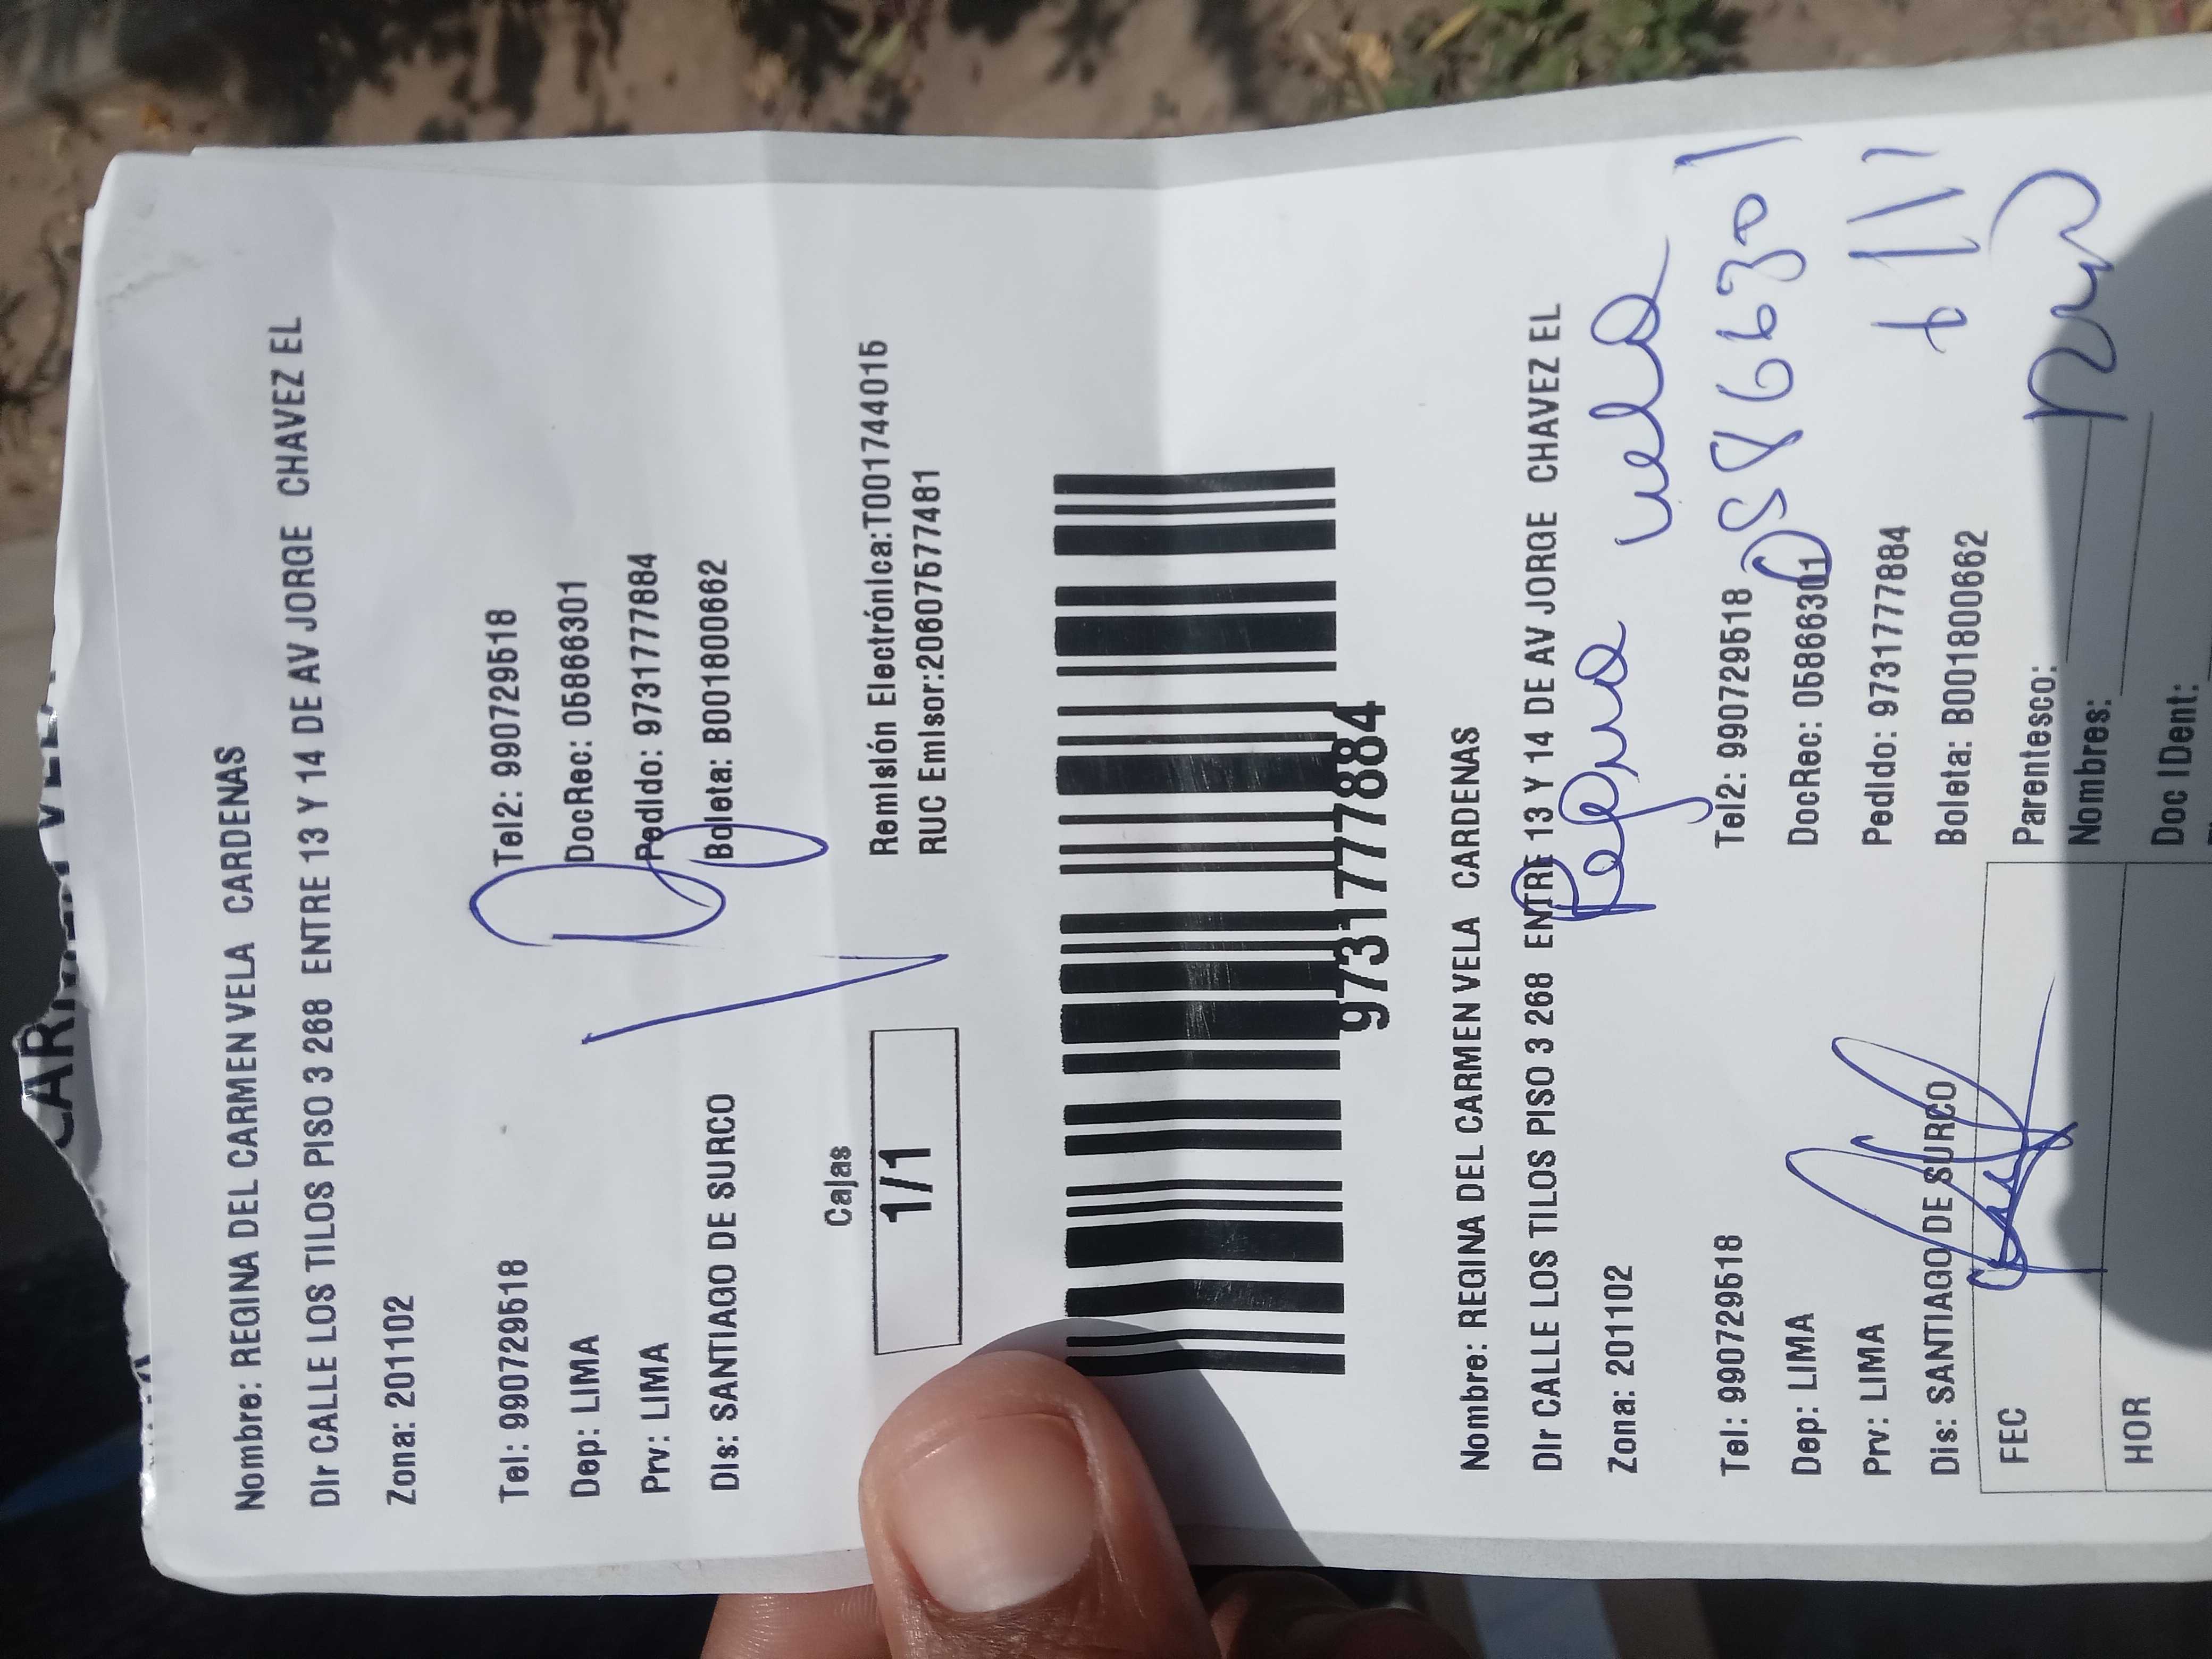 Nombre: REGINA DEL CARMEN VELA CARDENAS
DIr CALLE LOS TILOS PISO 3 268 ENTRE 13 Y 14 DE AV JORGE CHAVEZ EL
Zona: 201102
Tel: 990729518 Tel2: 990729518
Dep: LIMA DocRec: 05866301
Prv: LIMA Pedido: 973177884
Dis: SANTIAGO DE SURCO Boleta: B001800662
Cajas
1/1
Remisión Electrónica:T001744015
RUC Emisor:20607577481
9731777884
Nombre: REGINA DEL CARMEN VELA CARDENAS
DIr CALLE LOS TILOS PISO 3 268 ENTRE 13 Y 14 DE AV JORGE CHAVEZ EL
Regina Vela
Zona: 201102
Tel: 990729518 Tel2: 990729518
05866301
Dep: LIMA DocRec: 05866301
Prv: LIMA Pedido: 9731777884
Dis: SANTIAGO DE SURCO Boleta: B001800662
FEC Parentesco:
Nombres:
HOR Doc IDent: